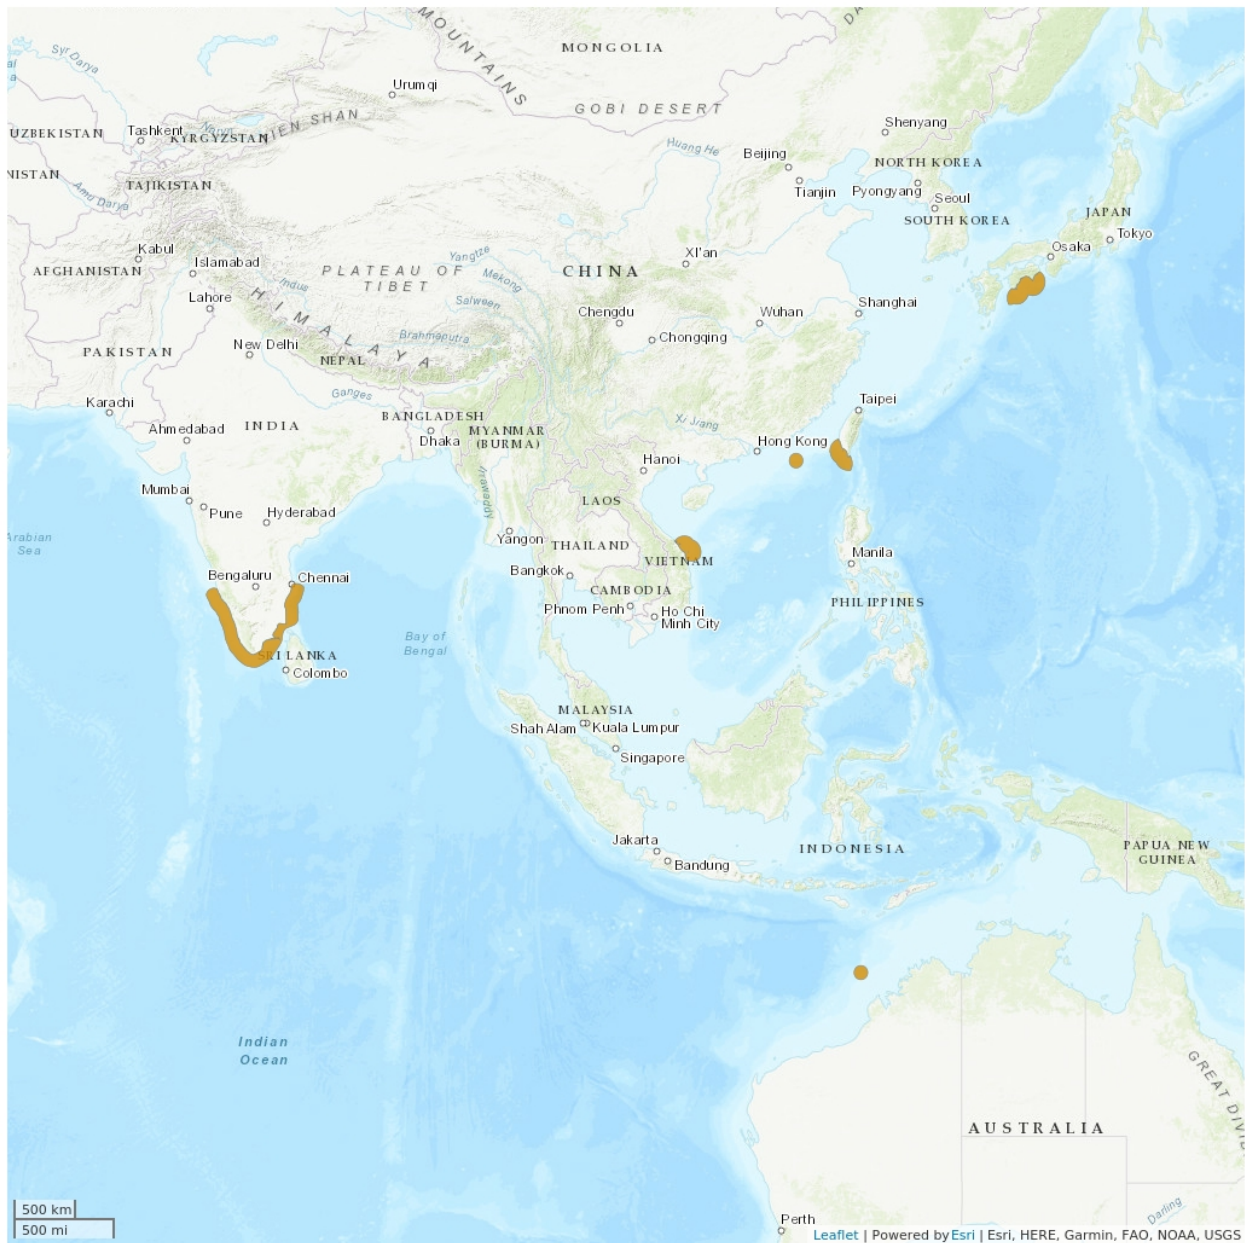 MONGOLIA
MOUNTAINS
DA
Syr Darya
al
a
Urumqi
GOBI DESERT
Shenyang
UZBEKISTAN
Tashkent
Naryn
KYRGYZSTAN
TIEN SHAN
Huang He
Beijing
NORTH KOREA
NISTAN
TAJIKISTAN
Tianjin
Pyongyang
Seoul
Amu Darya
SOUTH KOREA
JAPAN
Tokyo
Kabul
Osaka
Islamabad
AFGHANISTAN
PLATEAU OF
TIBET
Yangtze
Mekong
Salween
CHINA
XI'an
Indus
Lahore
HIMALAYA
Chengdu
Wuhan
Shanghai
Brahmaputra
Chongqing
PAKISTAN
New Delhi
NEPAL
Ganges
Karachi
Taipei
BANGLADESH
Dhaka
MYANMAR
(BURMA)
Xi Jiang
Ahmedabad
INDIA
Hong Kong
Hanoi
Irrawaddy
Mumbai
Pune
Hyderabad
LAOS
Arabian
Sea
Yangon
THAILAND
VIETNAM
Manila
Bengaluru
Chennai
Bangkok
CAMBODIA
Phnom Penh
Ho Chi
Minh City
PHILIPPINES
Bay of
Bengal
SRI LANKA
Colombo
MALAYSIA
Shah Alam
Kuala Lumpur
Singapore
Jakarta
Bandung
INDONESIA
PAPUA NEW
GUINEA
Indian
Ocean
GREAT DIVID
AUSTRALIA
Darling
Perth
500 km
500 mi
Leaflet | Powered by Esri | Esri, HERE, Garmin, FAO, NOAA, USGS